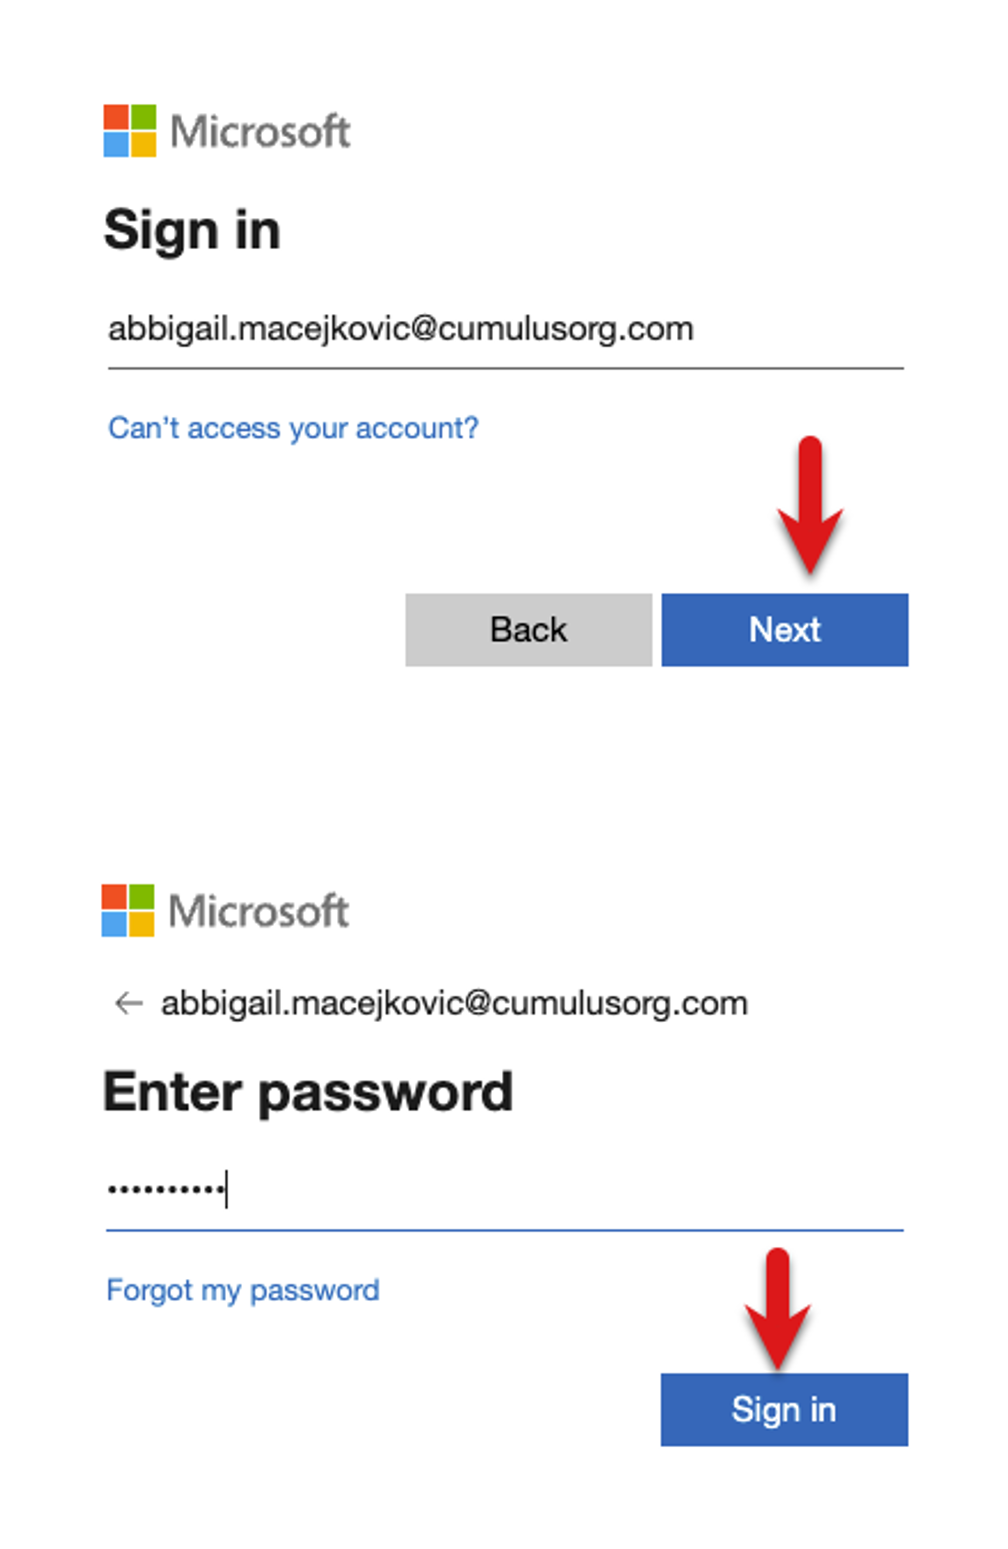 Microsoft
Sign in
abbigail.macejkovic@cumulusorg.com
Can't access your account?
Back Next
Microsoft
← abbigail.macejkovic@cumulusorg.com
Enter password
••••••••••
Forgot my password
Sign in